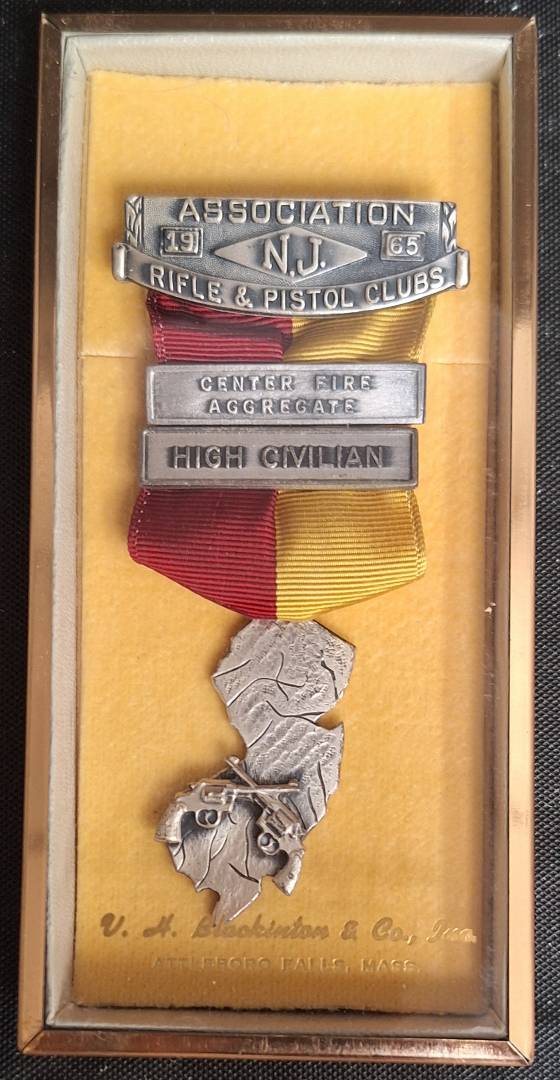 ASSOCIATION
19 N.J. 65
RIFLE & PISTOL CLUBS
CENTER FIRE
AGGREGATE
HIGH CIVILIAN
V. H. Blackinton & Co., Inc.
ATTLEBORO FALLS, MASS.